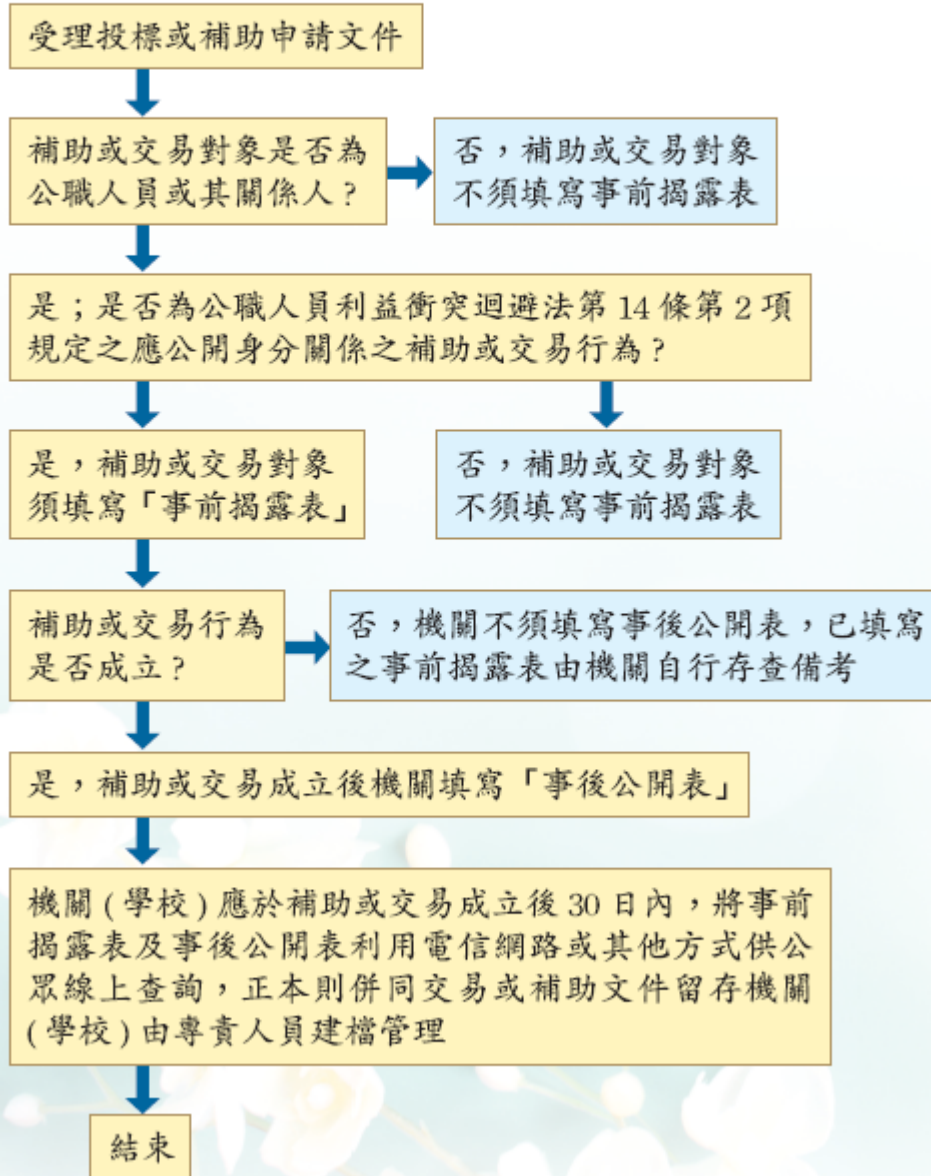 受理投標或補助申請文件
補助或交易對象是否為
公職人員或其關係人?
否,補助或交易對象
不須填寫事前揭露表
是;是否為公職人員利益衝突迴避法第 14 條第 2 項
規定之應公開身分關係之補助或交易行為?
是,補助或交易對象
須填寫「事前揭露表」
否,補助或交易對象
不須填寫事前揭露表
補助或交易行為
是否成立?
否,機關不須填寫事後公開表,已填寫
之事前揭露表由機關自行存查備考
是,補助或交易成立後機關填寫「事後公開表」
機關(學校)應於補助或交易成立後 30 日內,將事前
揭露表及事後公開表利用電信網路或其他方式供公
眾線上查詢,正本則併同交易或補助文件留存機關
(學校)由專責人員建檔管理
結束